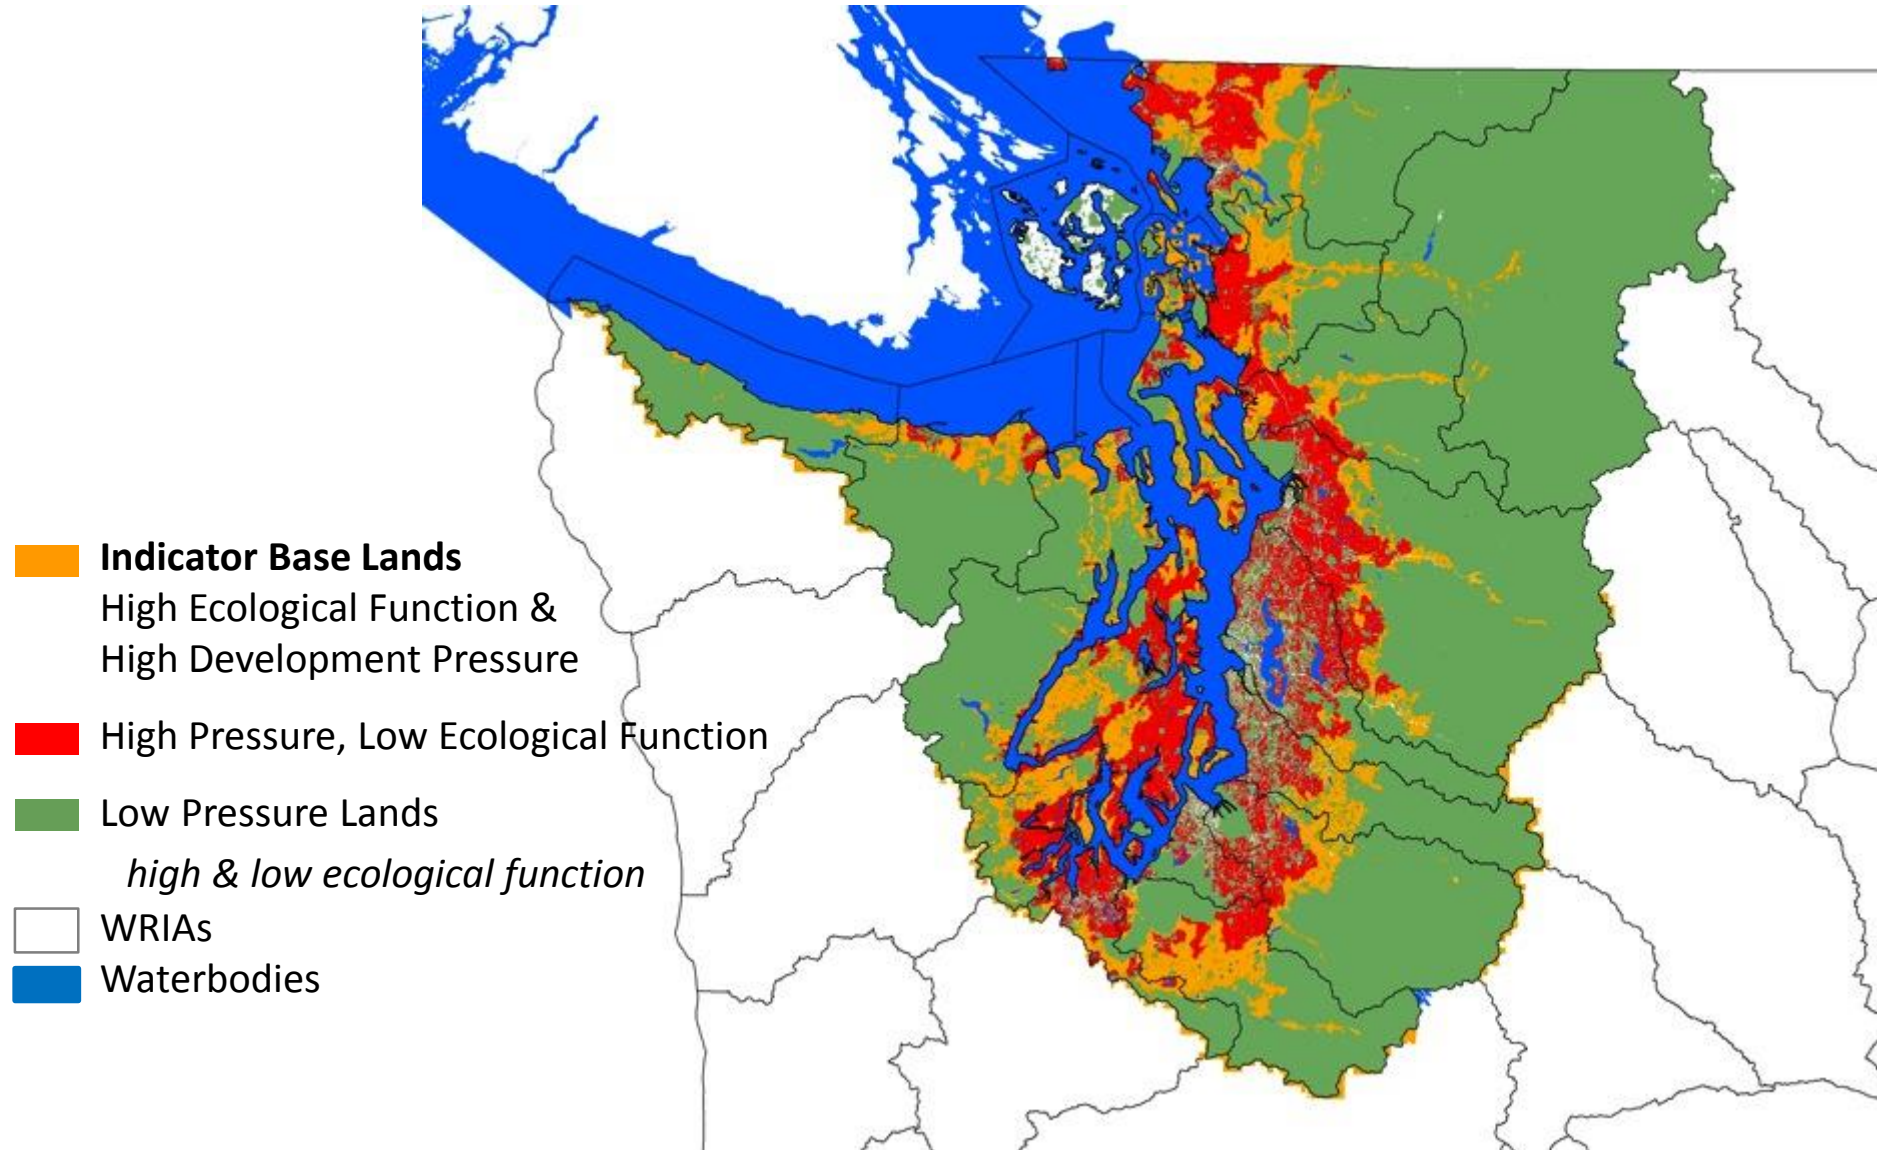 Indicator Base Lands
High Ecological Function &
High Development Pressure
High Pressure, Low Ecological Function
Low Pressure Lands
high & low ecological function
WRIAs
Waterbodies